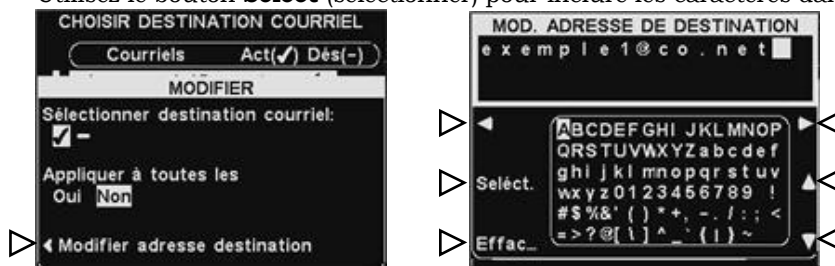 Utilisez le bouton Select (sélectionner) pour inclure les caractères dan
CHOISIR DESTINATION COURRIEL
Courriels Act(✓) Dés(-)
MODIFIER
Sélectionner destination courriel:
✓ -
Appliquer à toutes les
Oui Non
Modifier adresse destination
MOD. ADRESSE DE DESTINATION
exemple1@co.net
ABCDEFGHIJKLMNOP
QRSTUVWXYZabcdef
ghijklmnopqrstuv
Seléct.
wxyz0123456789 !
#$%&'()*+,-./:;<
=>?@[\]^_`{|}~
Effac..